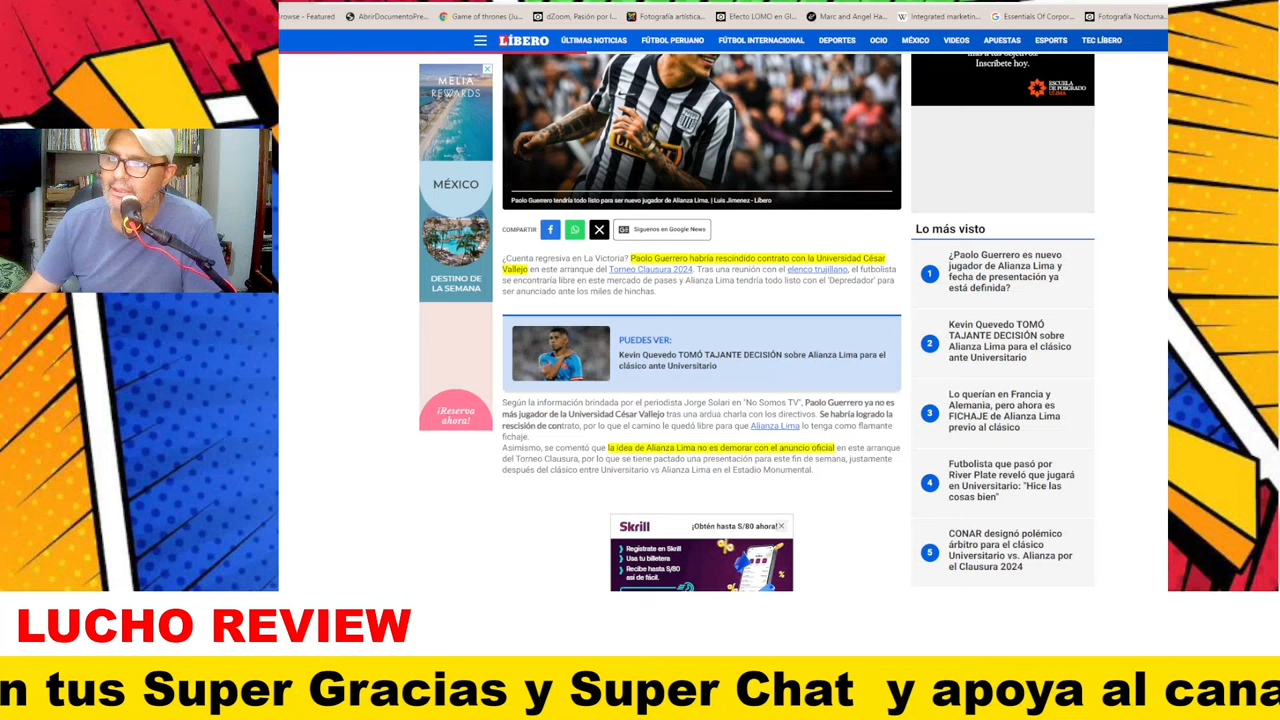 rowse - Featured
AbrirDocumentoPre...
Game of thrones (Ju...
dZoom, Pasión por l...
Fotografía artística...
Efecto LOMO en GI...
Marc and Angel Ha...
Integrated marketin...
Essentials Of Corpor...
Fotografía Nocturna...
LÍBERO
ÚLTIMAS NOTICIAS
FÚTBOL PERUANO
FÚTBOL INTERNACIONAL
DEPORTES
OCIO
MÉXICO
VIDEOS
APUESTAS
ESPORTS
TEC LÍBERO
MELIÁ
REWARDS
MÉXICO
DESTINO DE
LA SEMANA
¡Reserva
ahora!
Paolo Guerrero tendría todo listo para ser nuevo jugador de Alianza Lima. | Luis Jimenez - Líbero
COMPARTIR
Síguenos en Google News
¿Cuenta regresiva en La Victoria? Paolo Guerrero habría rescindido contrato con la Universidad César
Vallejo en este arranque del Torneo Clausura 2024. Tras una reunión con el elenco trujillano, el futbolista
se encontraría libre en este mercado de pases y Alianza Lima tendría todo listo con el 'Depredador' para
ser anunciado ante los miles de hinchas.
PUEDES VER:
Kevin Quevedo TOMÓ TAJANTE DECISIÓN sobre Alianza Lima para el
clásico ante Universitario
Según la información brindada por el periodista Jorge Solari en "No Somos TV", Paolo Guerrero ya no es
más jugador de la Universidad César Vallejo tras una ardua charla con los directivos. Se habría logrado la
rescisión de contrato, por lo que el camino le quedó libre para que Alianza Lima lo tenga como flamante
fichaje.
Asimismo, se comentó que la idea de Alianza Lima no es demorar con el anuncio oficial en este arranque
del Torneo Clausura, por lo que se tiene pactado una presentación para este fin de semana, justamente
después del clásico entre Universitario vs Alianza Lima en el Estadio Monumental.
Skrill
¡Obtén hasta S/80 ahora!
Regístrate en Skrill
Usa tu billetera
Recibe hasta S/80
así de fácil.
Inscríbete hoy.
ESCUELA
DE POSGRADO
Lo más visto
1
¿Paolo Guerrero es nuevo
jugador de Alianza Lima y
fecha de presentación ya
está definida?
2
Kevin Quevedo TOMÓ
TAJANTE DECISIÓN sobre
Alianza Lima para el clásico
ante Universitario
3
Lo querían en Francia y
Alemania, pero ahora es
FICHAJE de Alianza Lima
previo al clásico
4
Futbolista que pasó por
River Plate reveló que jugará
en Universitario: "Hice las
cosas bien"
5
CONAR designó polémico
árbitro para el clásico
Universitario vs. Alianza por
el Clausura 2024
LUCHO REVIEW
n tus Super Gracias y Super Chat y apoya al cana